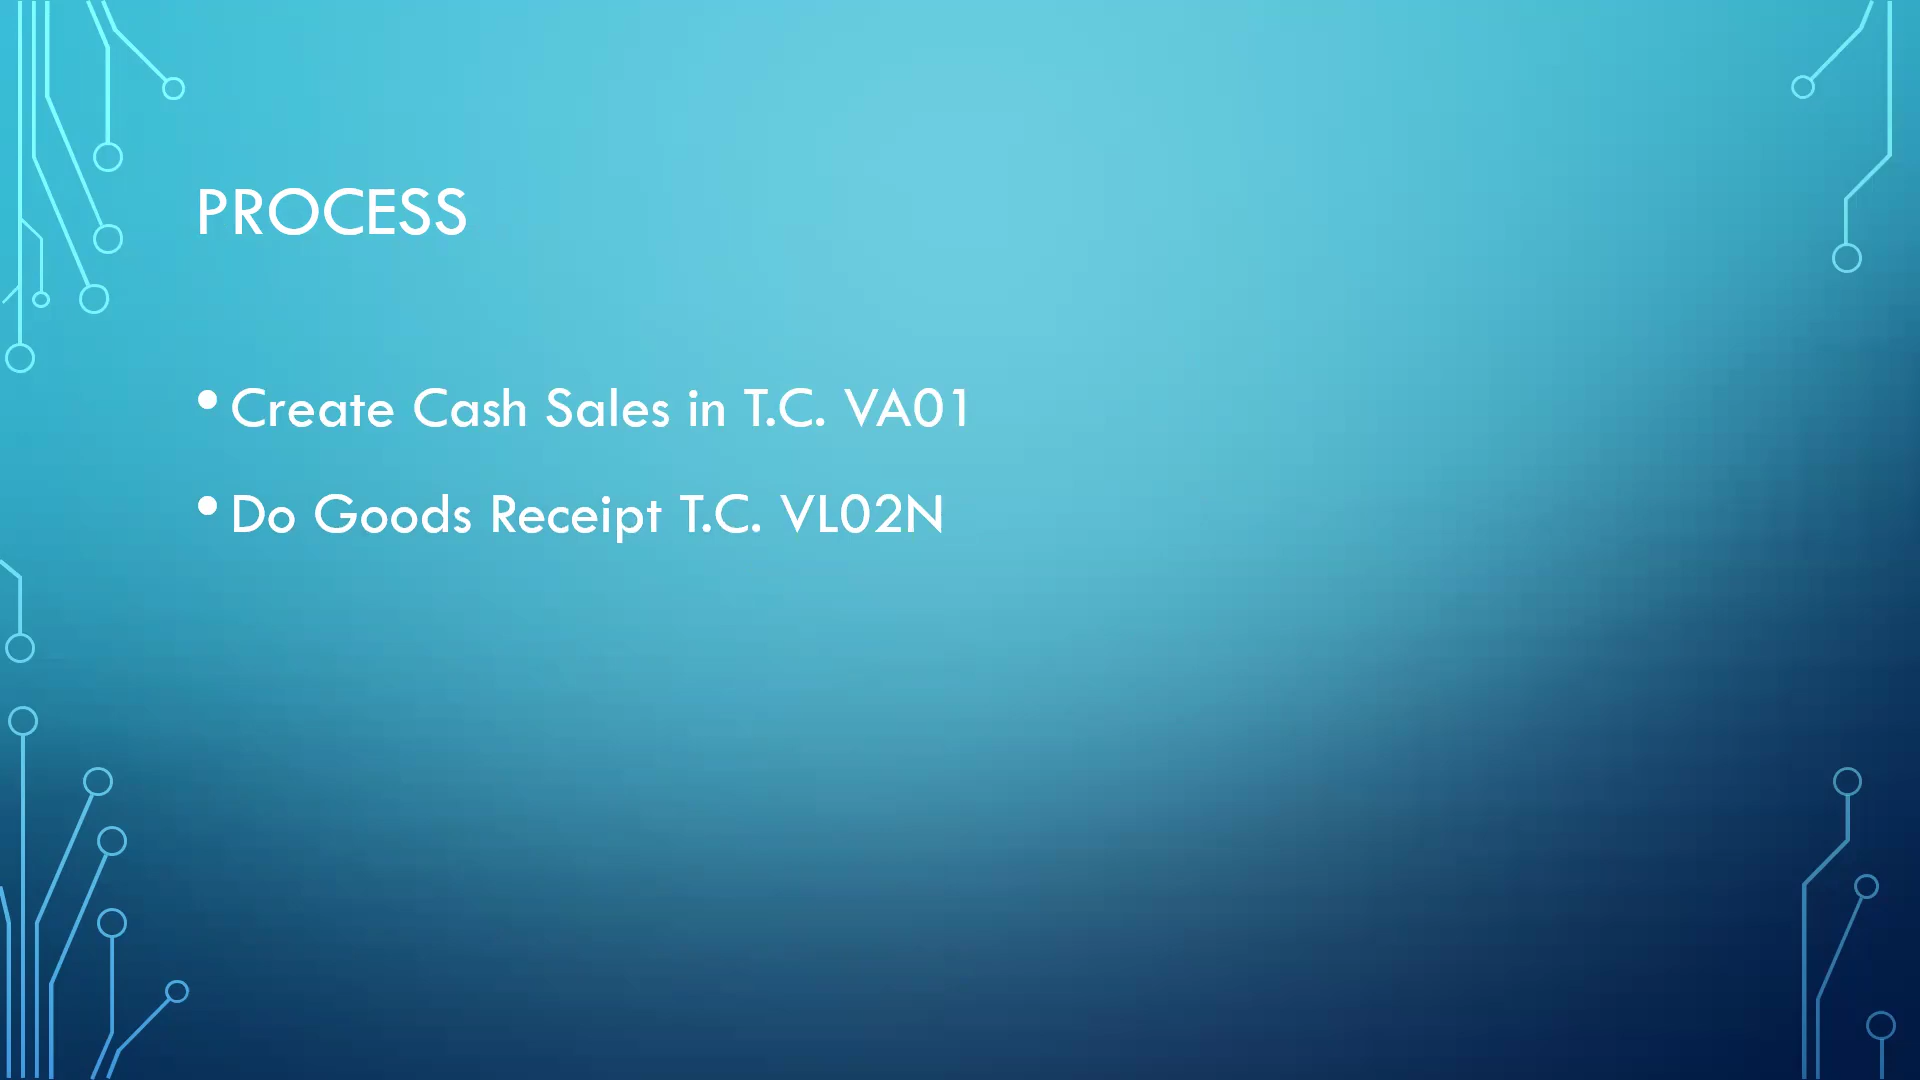 PROCESS
• Create Cash Sales in T.C. VA01
• Do Goods Receipt T.C. VL02N